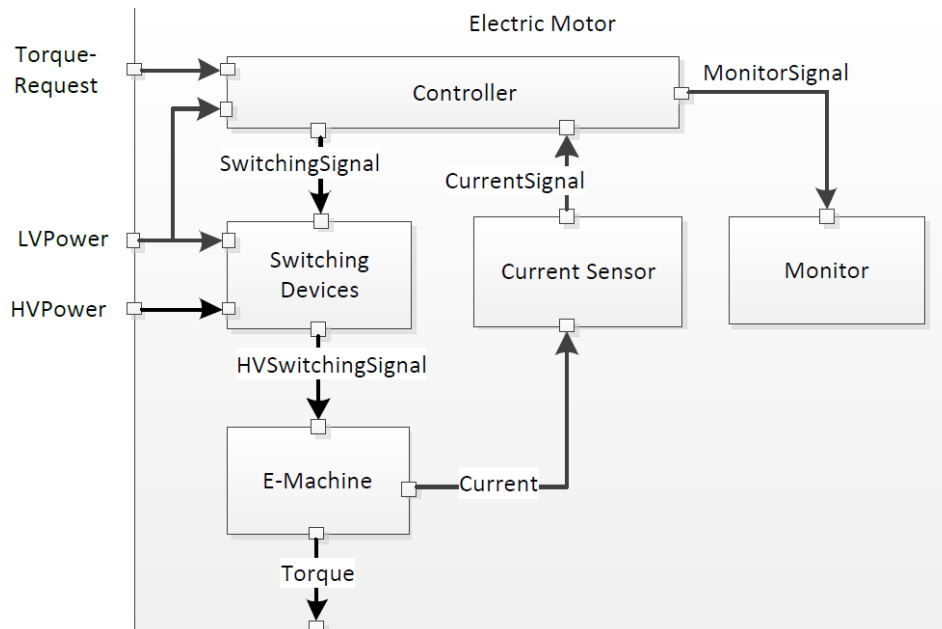 Electric Motor
Torque-
Request
Controller
MonitorSignal
SwitchingSignal
CurrentSignal
LVPower
Switching
Devices
Current Sensor
Monitor
HVPower
HVSwitchingSignal
E-Machine
Current
Torque